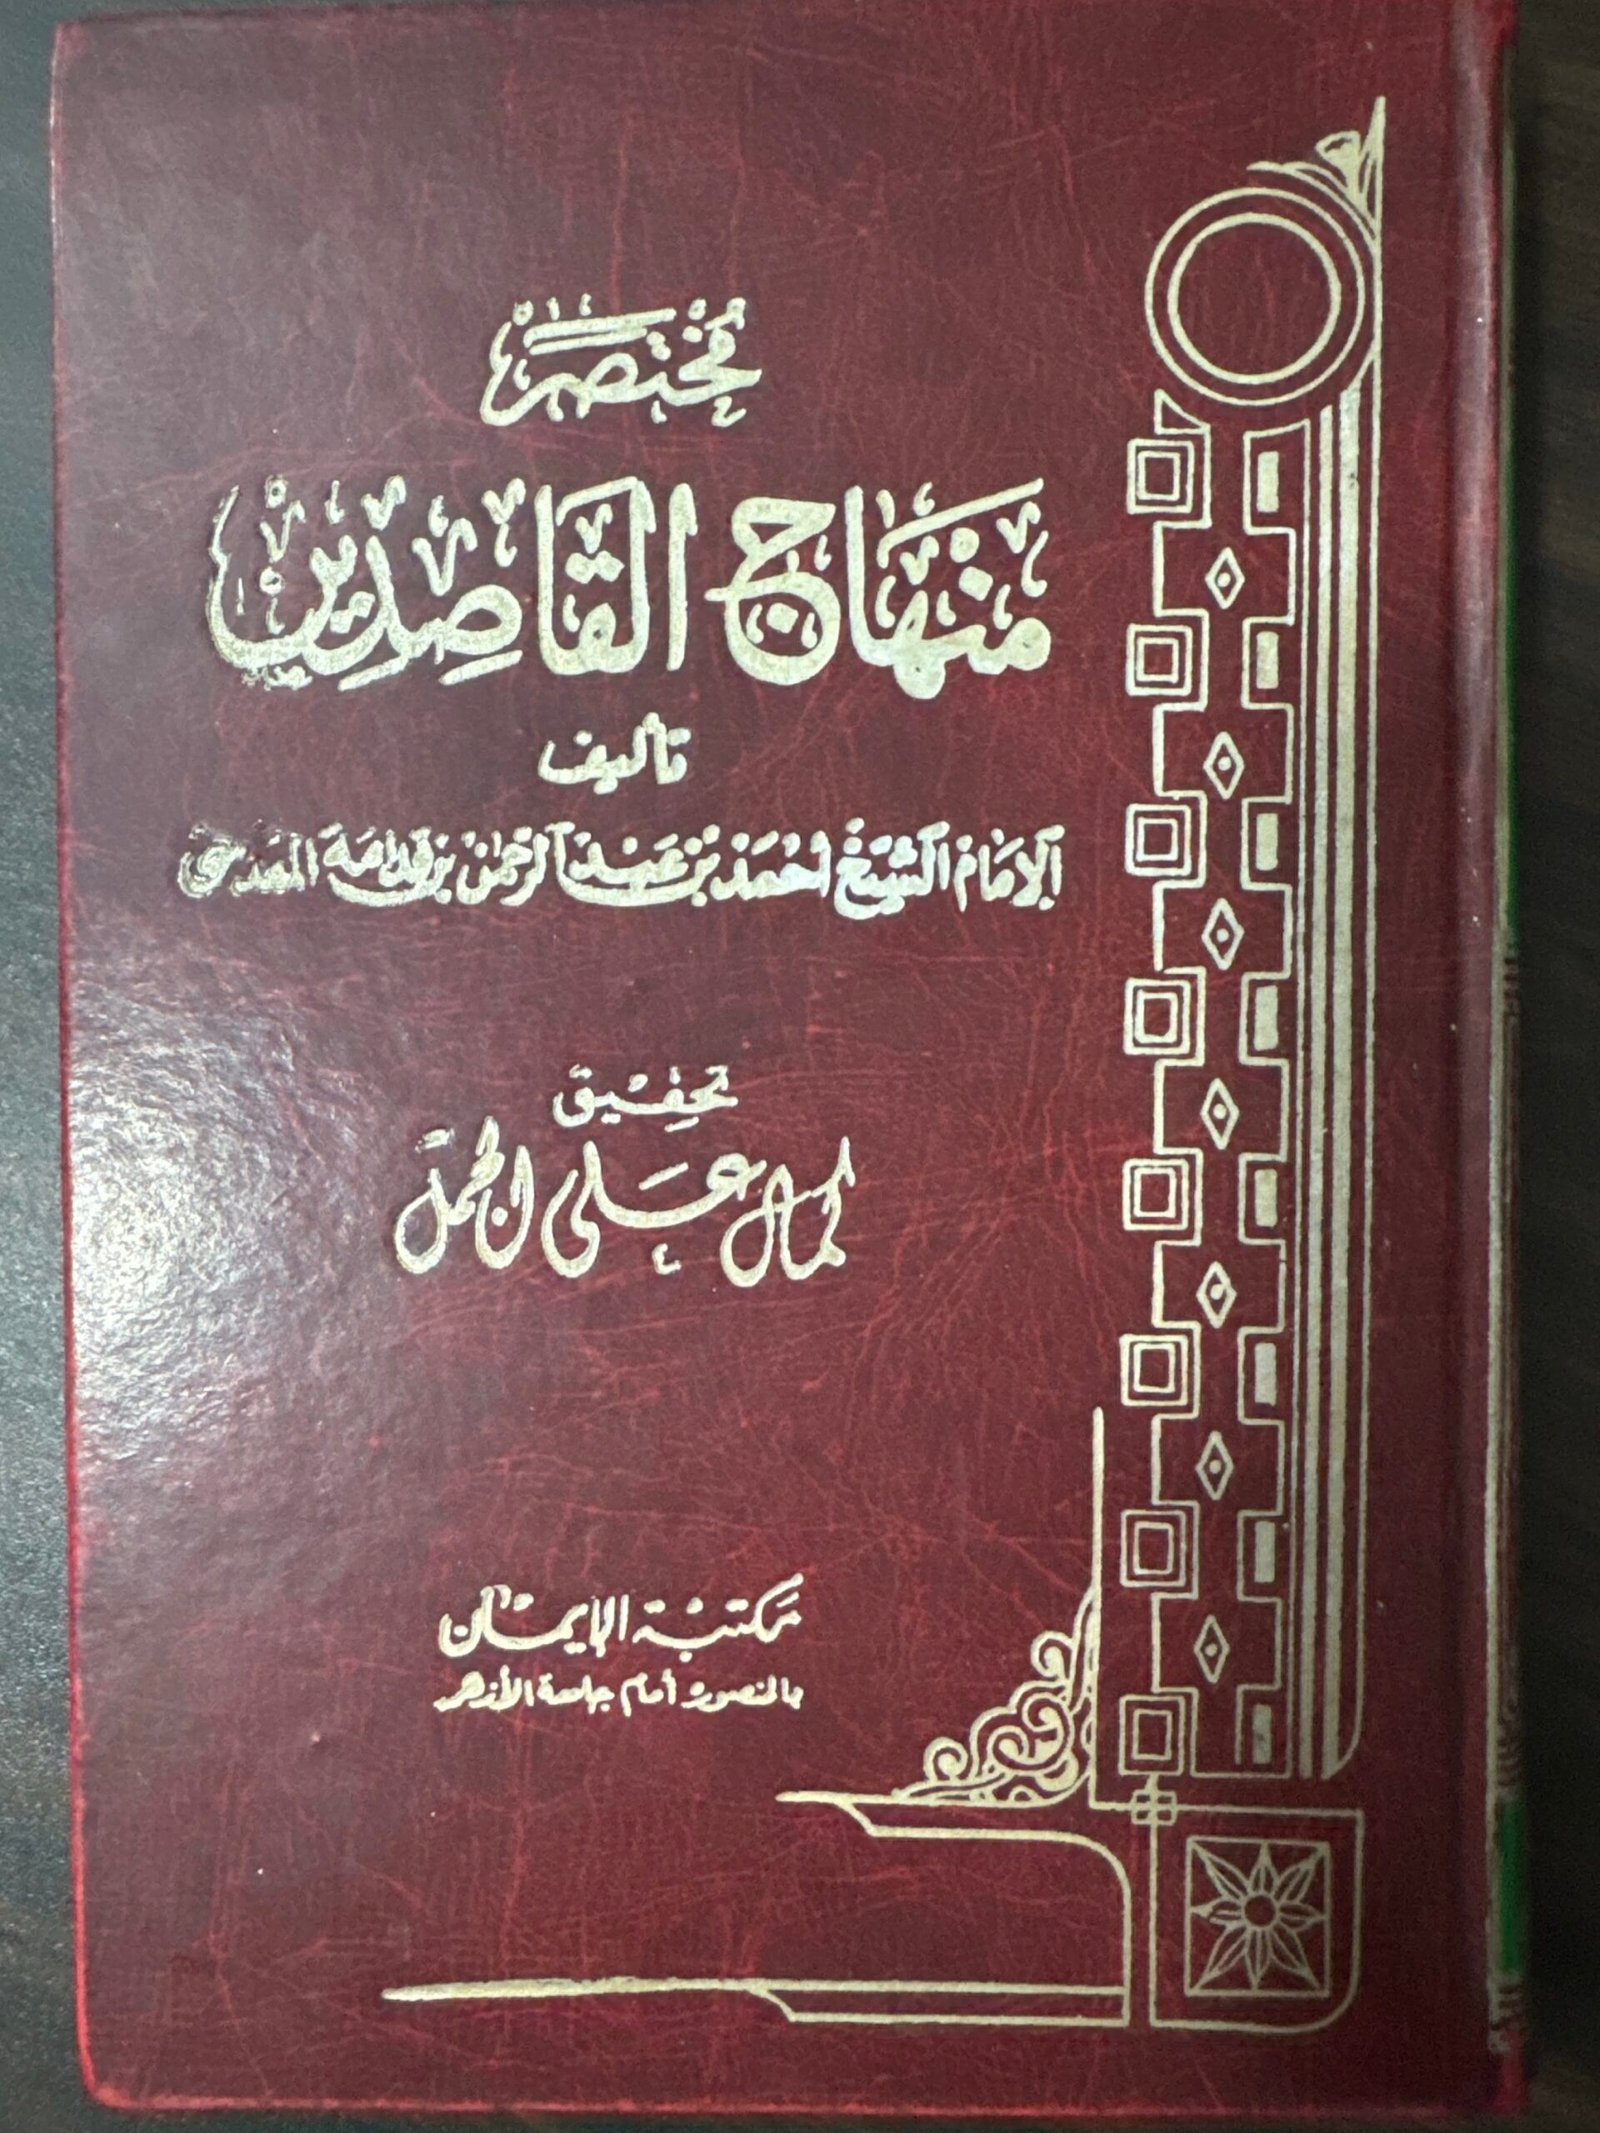 مختصر
منهاج القاصدين
تأليف
الإمام الشيخ أحمد بن عبد الرحمن بن قدامة المقدسي
تحقيق
كمال علي الجمل
مكتبة الإيمان
بالمنصورة أمام جامعة الأزهر